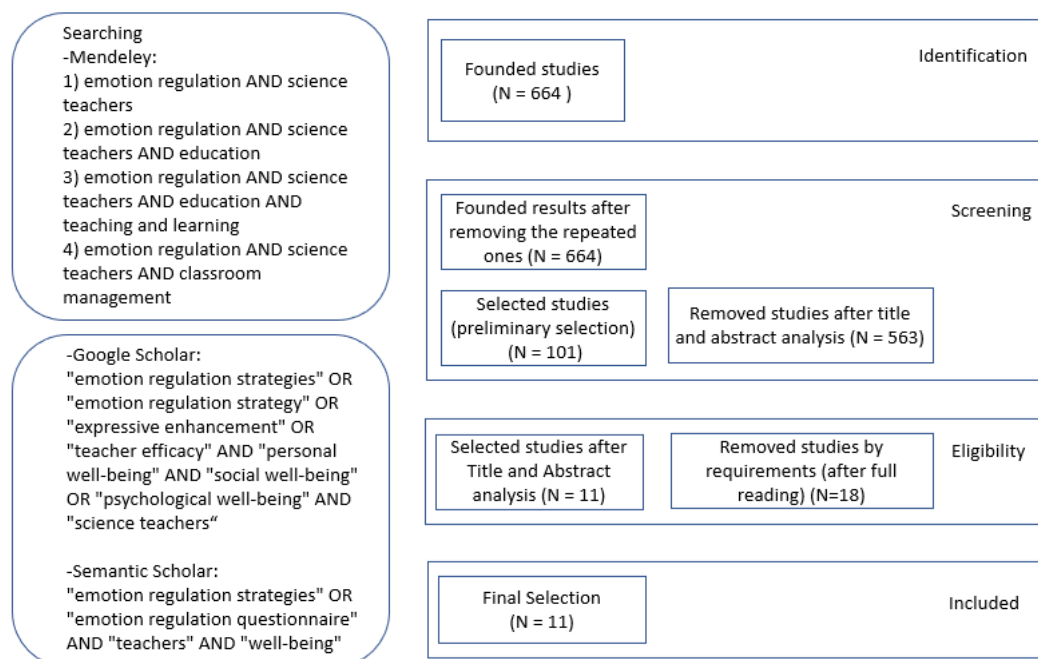 Searching
-Mendeley:
1) emotion regulation AND science
teachers
2) emotion regulation AND science
teachers AND education
3) emotion regulation AND science
teachers AND education AND
teaching and learning
4) emotion regulation AND science
teachers AND classroom
management
-Google Scholar:
"emotion regulation strategies" OR
"emotion regulation strategy" OR
"expressive enhancement" OR
"teacher efficacy" AND "personal
well-being" AND "social well-being"
OR "psychological well-being" AND
"science teachers“
-Semantic Scholar:
"emotion regulation strategies" OR
"emotion regulation questionnaire"
AND "teachers" AND "well-being"
Identification
Founded studies
(N = 664 )
Screening
Founded results after
removing the repeated
ones (N = 664)
Selected studies
(preliminary selection)
(N = 101)
Removed studies after title
and abstract analysis (N = 563)
Eligibility
Selected studies after
Title and Abstract
analysis (N = 11)
Removed studies by
requirements (after full
reading) (N=18)
Included
Final Selection
(N = 11)